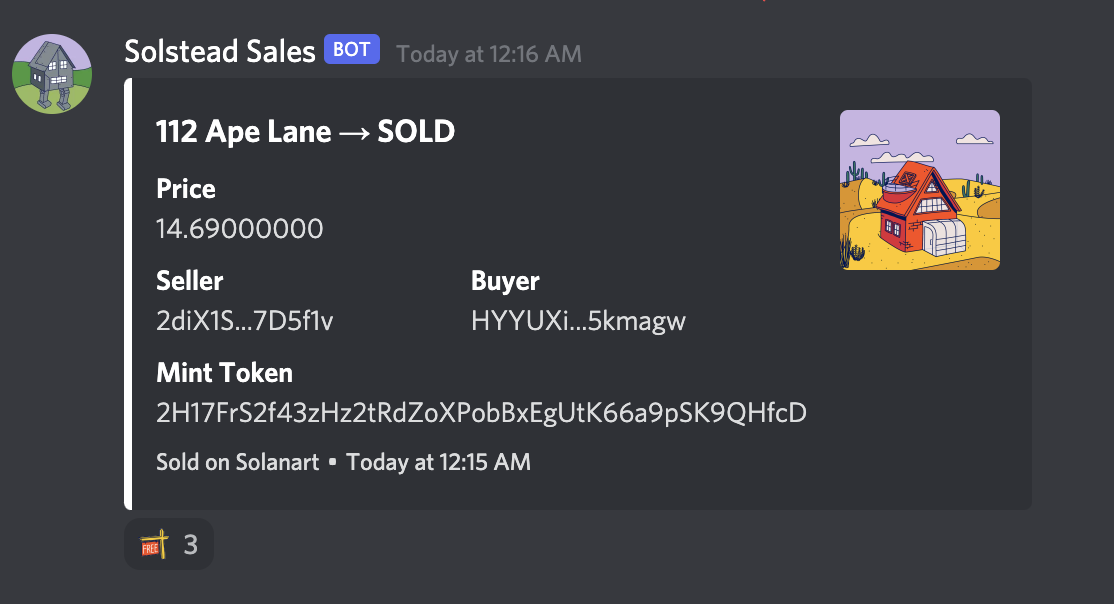 Solstead Sales BOT Today at 12:16 AM
112 Ape Lane → SOLD
Price
14.69000000
Seller Buyer
2diX1S...7D5f1v HYYUXi...5kmagw
Mint Token
2H17FrS2f43zHz2tRdZoXPobBxEgUtK66a9pSK9QHfcD
Sold on Solanart • Today at 12:15 AM
FREE 3